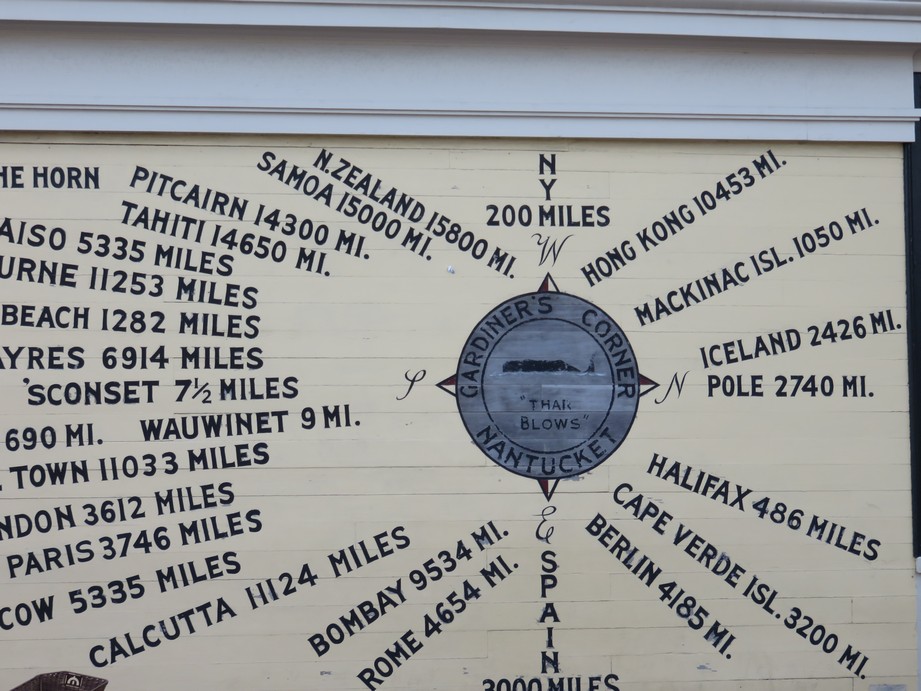 HE HORN
PITCAIRN 14300 MI.
TAHITI 14650 MI.
AISO 5335 MILES
URNE 11253 MILES
BEACH 1282 MILES
AYRES 6914 MILES
'SCONSET 7½ MILES
690 MI.
WAUWINET 9 MI.
TOWN 11033 MILES
NDON 3612 MILES
PARIS 3746 MILES
COW 5335 MILES
CALCUTTA 11124 MILES
N. ZEALAND 15800 MI.
SAMOA 15000 MI.
NY
200 MILES
W
HONG KONG 10453 MI.
MACKINAC ISL. 1050 MI.
ICELAND 2426 MI.
POLE 2740 MI.
S
GARDINER'S CORNER
"THAR
BLOWS"
NANTUCKET
N
E
BOMBAY 9534 MI.
ROME 4654 MI.
SPAIN
3000 MILES
HALIFAX 486 MILES
CAPE VERDE ISL. 3200 MI.
BERLIN 4185 MI.